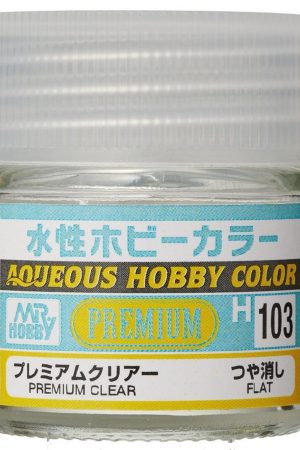 水性ホビーカラー
AQUEOUS HOBBY COLOR
MR HOBBY
PREMIUM
H 103
プレミアムクリアー つや消し
PREMIUM CLEAR FLAT